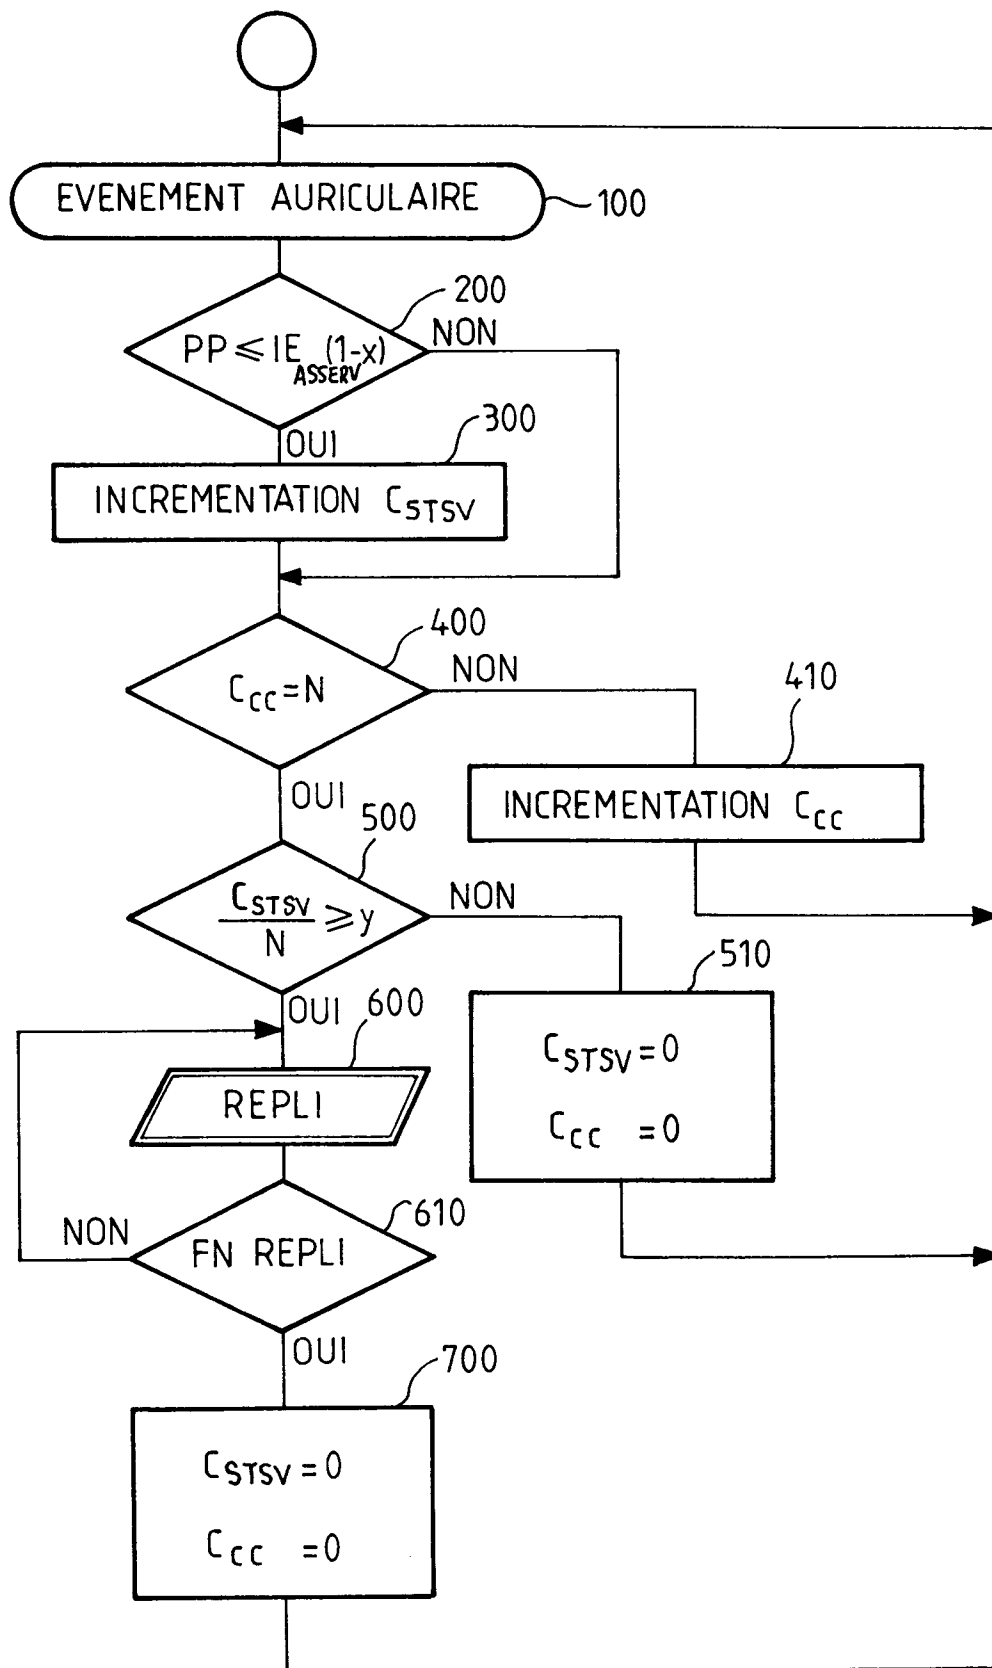 EVENEMENT AURICULAIRE
100
200
PP ≤ IE ASSERV (1-x)
NON
OUI
300
INCREMENTATION CSTSV
400
CCC = N
NON
410
OUI
INCREMENTATION CCC
500
CSTSV
N
≥ y
NON
510
OUI
600
CSTSV = 0
CCC = 0
REPLI
610
NON
FN REPLI
OUI
700
CSTSV = 0
CCC = 0